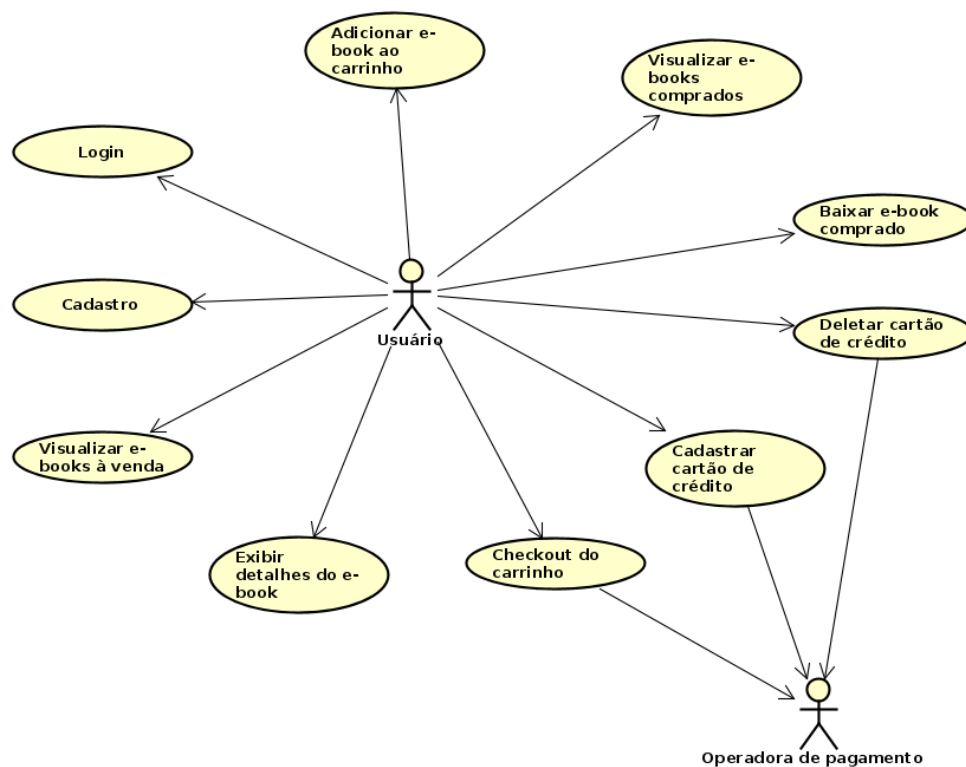 Adicionar e-
book ao
carrinho
Visualizar e-
books
comprados
Login
Baixar e-book
comprado
Cadastro
Deletar cartão
de crédito
Usuário
Visualizar e-
books à venda
Cadastrar
cartão de
crédito
Exibir
detalhes do e-
book
Checkout do
carrinho
Operadora de pagamento